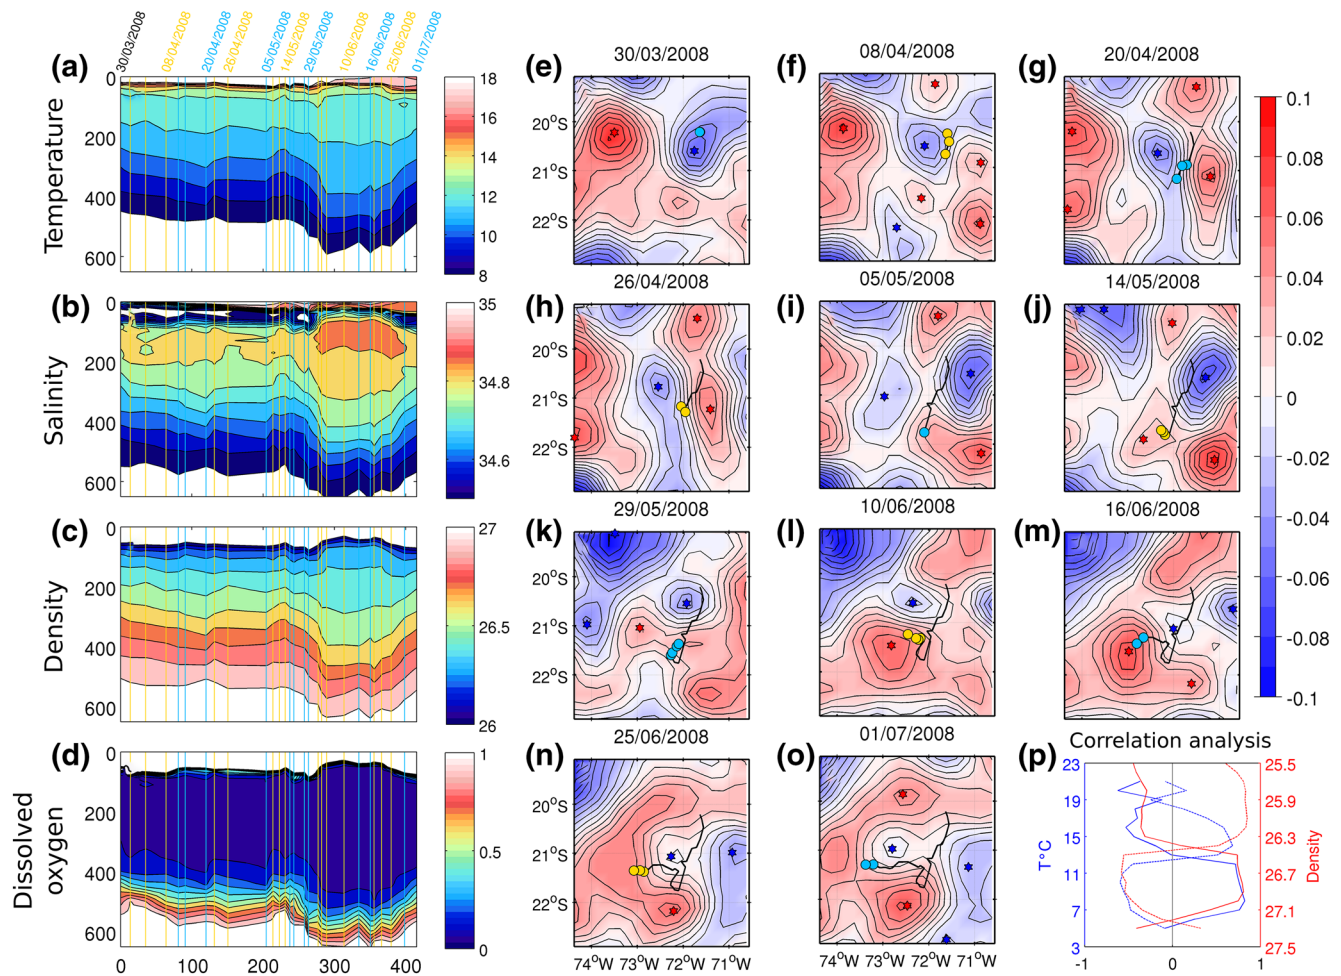 30/03/2008
08/04/2008
20/04/2008
26/04/2008
05/05/2008
14/05/2008
29/05/2008
10/06/2008
16/06/2008
25/06/2008
01/07/2008
(a)
Temperature
0
200
400
600
18
16
14
12
10
8
(b)
Salinity
0
200
400
600
35
34.8
34.6
(c)
Density
0
200
400
600
27
26.5
26
(d)
Dissolved
oxygen
0
200
400
600
0 100 200 300 400
1
0.5
0
(e) 30/03/2008
20°S
21°S
22°S
(f) 08/04/2008
(g) 20/04/2008
(h) 26/04/2008
20°S
21°S
22°S
(i) 05/05/2008
(j) 14/05/2008
(k) 29/05/2008
20°S
21°S
22°S
(l) 10/06/2008
(m) 16/06/2008
(n) 25/06/2008
20°S
21°S
22°S
74°W 73°W 72°W 71°W
(o) 01/07/2008
74°W 73°W 72°W 71°W
0.1
0.08
0.06
0.04
0.02
0
-0.02
-0.04
-0.06
-0.08
-0.1
(p) Correlation analysis
T°C
23
19
15
11
7
3
-1 0 1
25.5
25.9
26.3
26.7
27.1
27.5
Density